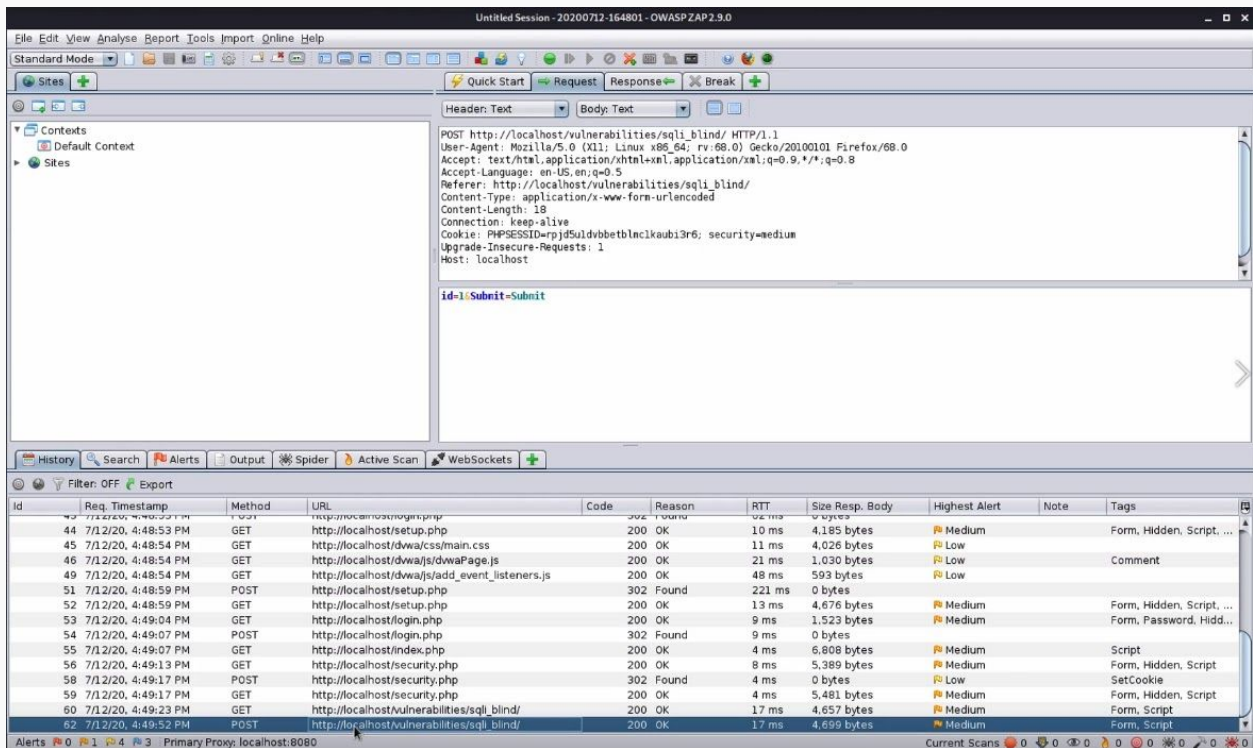 Untitled Session - 20200712-164801 - OWASP ZAP 2.9.0
File Edit View Analyse Report Tools Import Online Help
Standard Mode
Sites
Quick Start Request Response Break
Header: Text Body: Text
Contexts
Default Context
Sites
POST http://localhost/vulnerabilities/sqli_blind/ HTTP/1.1
User-Agent: Mozilla/5.0 (X11; Linux x86_64; rv:68.0) Gecko/20100101 Firefox/68.0
Accept: text/html,application/xhtml+xml,application/xml;q=0.9,*/*;q=0.8
Accept-Language: en-US,en;q=0.5
Referer: http://localhost/vulnerabilities/sqli_blind/
Content-Type: application/x-www-form-urlencoded
Content-Length: 18
Connection: keep-alive
Cookie: PHPSESSID=rpjd5uldvbbetblmc1kaubi3r6; security=medium
Upgrade-Insecure-Requests: 1
Host: localhost
id=1&Submit=Submit
History Search Alerts Output Spider Active Scan WebSockets
Filter: OFF Export
Id Req. Timestamp Method URL Code Reason RTT Size Resp. Body Highest Alert Note Tags
44 7/12/20, 4:48:53 PM GET http://localhost/setup.php 200 OK 10 ms 4,185 bytes Medium Form, Hidden, Script, ...
45 7/12/20, 4:48:54 PM GET http://localhost/dvwa/css/main.css 200 OK 11 ms 4,026 bytes Low
46 7/12/20, 4:48:54 PM GET http://localhost/dvwa/js/dvwaPage.js 200 OK 21 ms 1,030 bytes Low Comment
49 7/12/20, 4:48:54 PM GET http://localhost/dvwa/js/add_event_listeners.js 200 OK 48 ms 593 bytes Low
51 7/12/20, 4:48:59 PM POST http://localhost/setup.php 302 Found 221 ms 0 bytes
52 7/12/20, 4:48:59 PM GET http://localhost/setup.php 200 OK 13 ms 4,676 bytes Medium Form, Hidden, Script, ...
53 7/12/20, 4:49:04 PM GET http://localhost/login.php 200 OK 9 ms 1,523 bytes Medium Form, Password, Hidd...
54 7/12/20, 4:49:07 PM POST http://localhost/login.php 302 Found 9 ms 0 bytes
55 7/12/20, 4:49:07 PM GET http://localhost/index.php 200 OK 4 ms 6,808 bytes Medium Script
56 7/12/20, 4:49:13 PM GET http://localhost/security.php 200 OK 8 ms 5,389 bytes Medium Form, Hidden, Script
58 7/12/20, 4:49:17 PM POST http://localhost/security.php 302 Found 4 ms 0 bytes Low SetCookie
59 7/12/20, 4:49:17 PM GET http://localhost/security.php 200 OK 4 ms 5,481 bytes Medium Form, Hidden, Script
60 7/12/20, 4:49:23 PM GET http://localhost/vulnerabilities/sqli_blind/ 200 OK 17 ms 4,657 bytes Medium Form, Script
62 7/12/20, 4:49:52 PM POST http://localhost/vulnerabilities/sqli_blind/ 200 OK 17 ms 4,699 bytes Medium Form, Script
Alerts 0 1 4 3 Primary Proxy: localhost:8080 Current Scans 0 0 0 0 0 0 0 0